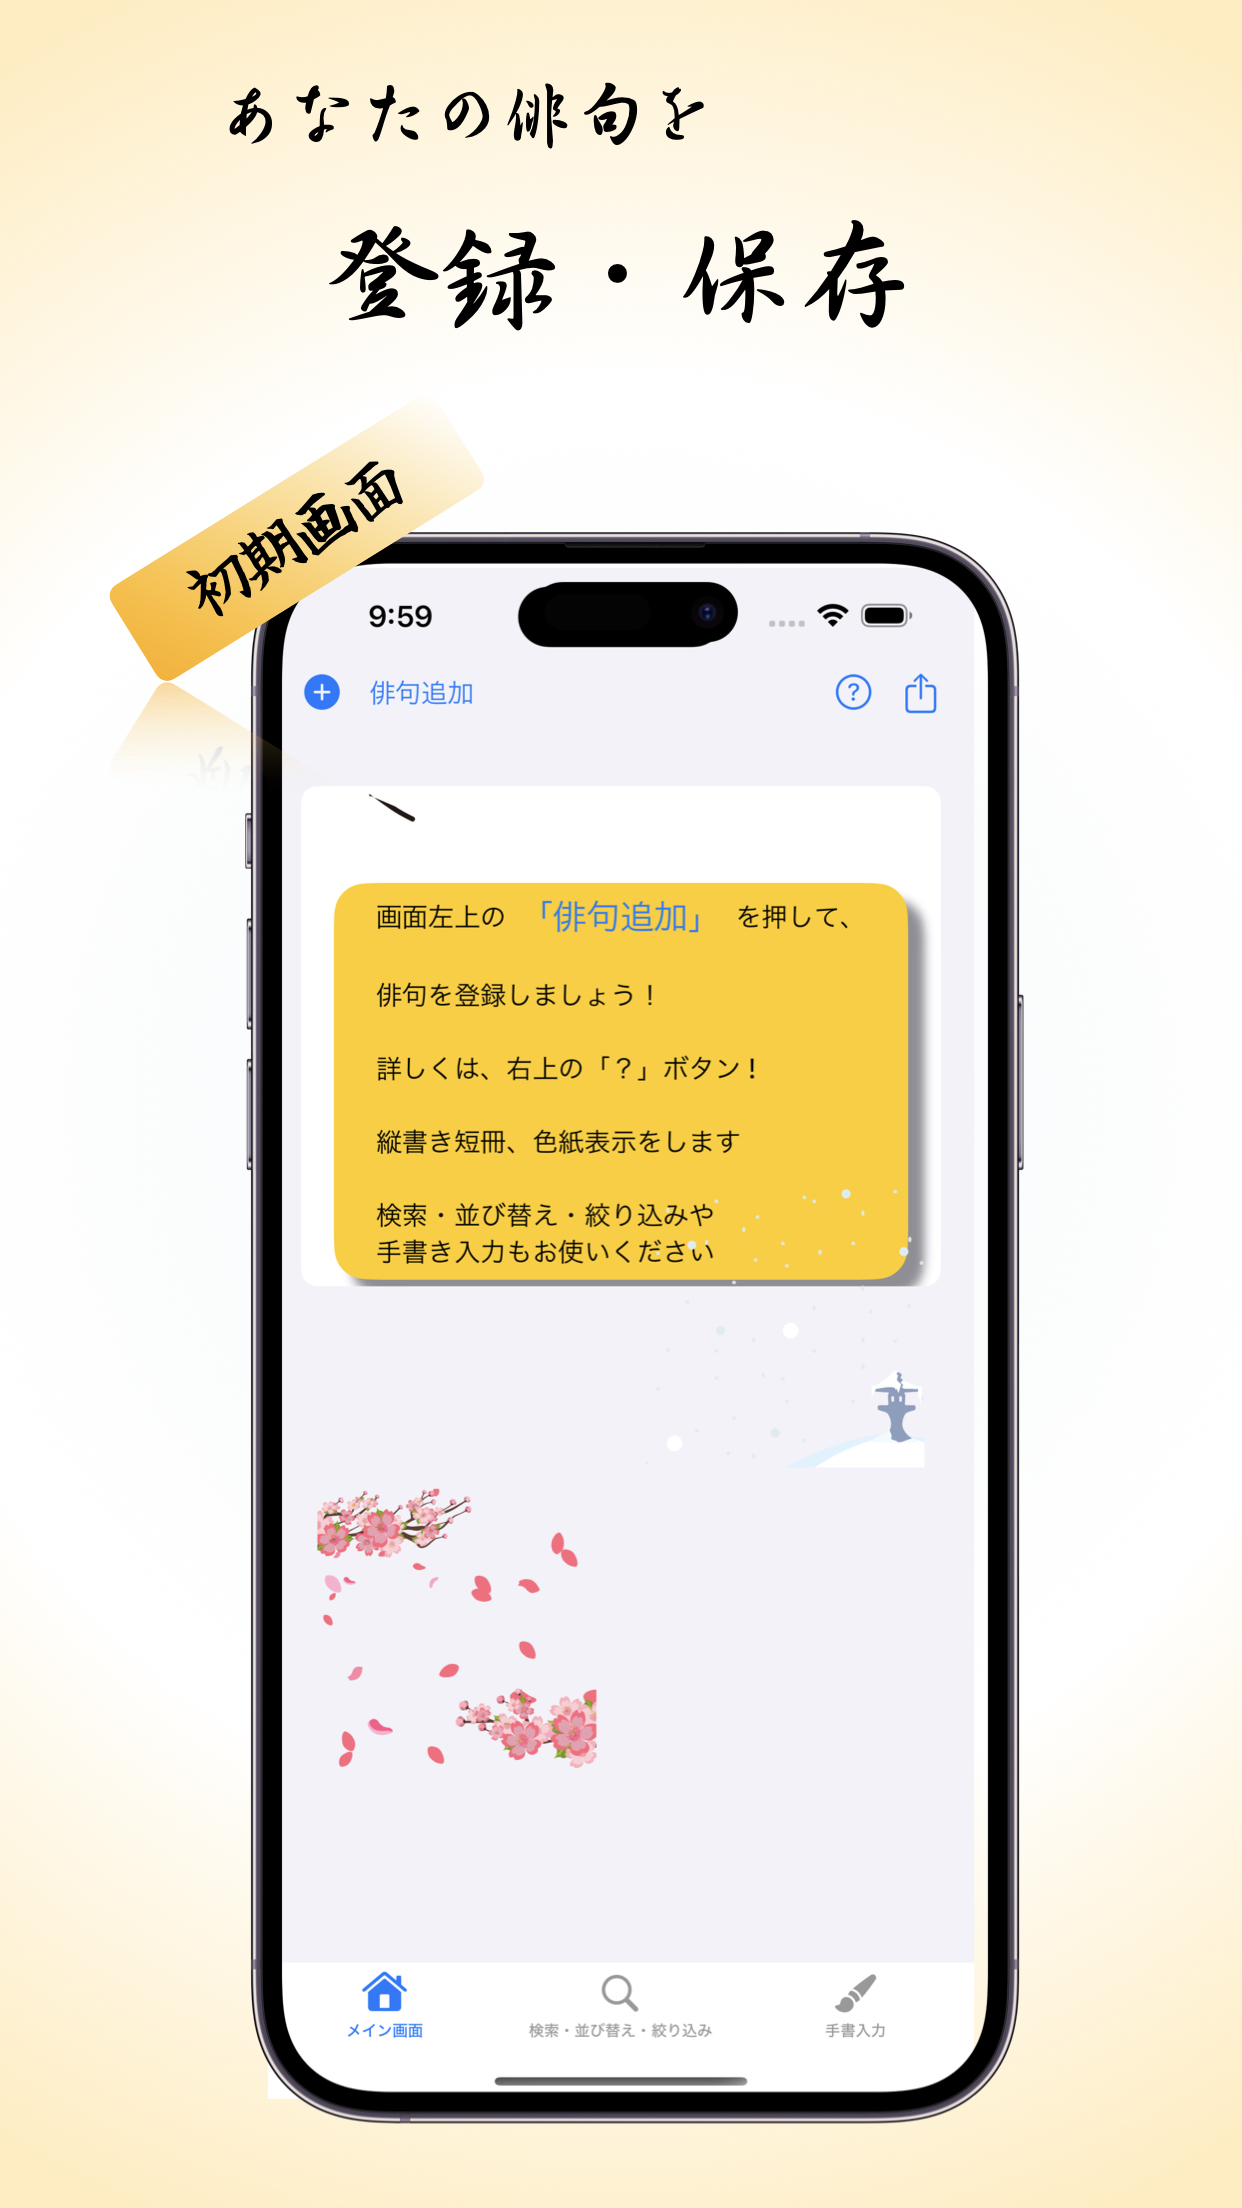 あなたの俳句を
登録・保存
初期画面
9:59
俳句追加
?
画面左上の 「俳句追加」 を押して、
俳句を登録しましょう！
詳しくは、右上の「？」ボタン！
縦書き短冊、色紙表示をします
検索・並び替え・絞り込みや
手書き入力もお使いください
メイン画面
検索・並び替え・絞り込み
手書入力